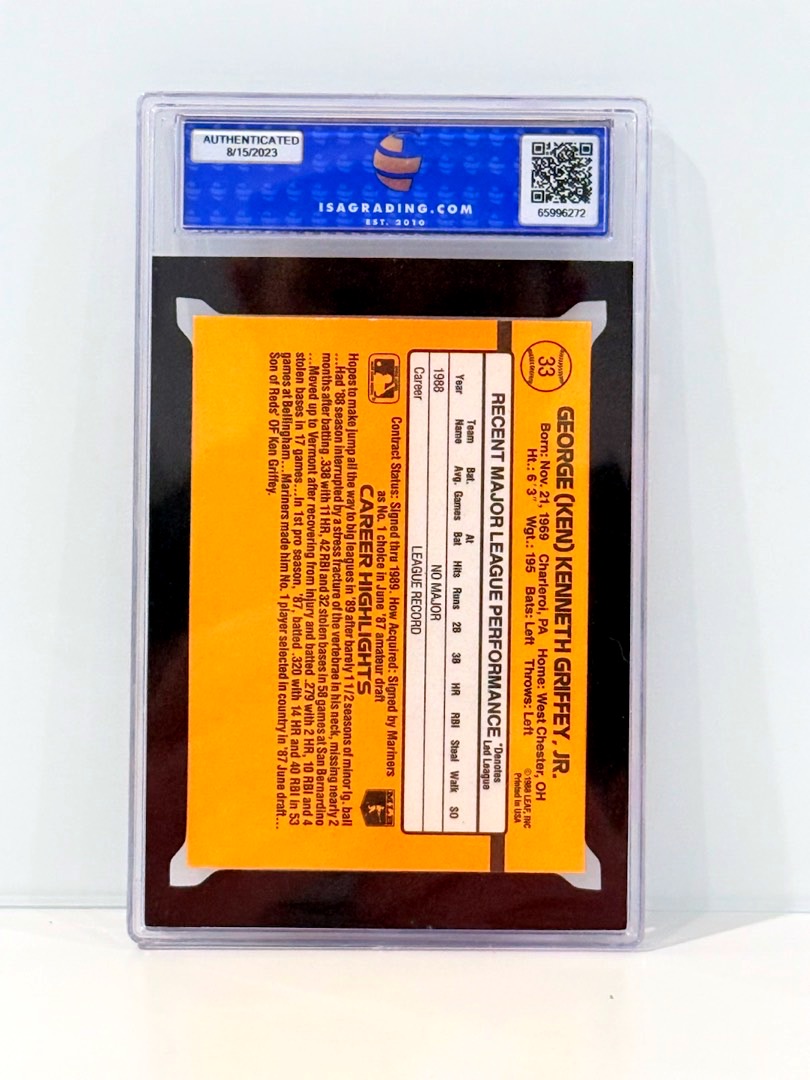 AUTHENTICATED
8/15/2023
ISAGRADING.COM
EST. 2010
65996272
33
GEORGE (KEN) KENNETH GRIFFEY, JR.
Born: Nov. 21, 1969 Charleroi, PA Home: West Chester, OH
Ht.: 6'3" Wgt.: 195 Bats: Left Throws: Left
© 1988 LEAF, INC
Printed in USA
RECENT MAJOR LEAGUE PERFORMANCE
*Denotes
Led League
Year Team Name Bat. Avg. Games At Bat Hits Runs 2B 3B HR RBI Steal Walk SO
1988 NO MAJOR
Career LEAGUE RECORD
Contract Status: Signed thru 1989. How Acquired: Signed by Mariners
as No. 1 choice in June '87 amateur draft
CAREER HIGHLIGHTS
Hopes to make jump all the way to big leagues in '89 after barely 1 1/2 seasons of minor lg. ball
...Had '88 season interrupted by a stress fracture of the vertebrae in his neck, missing nearly 2
months after batting .338 with 11 HR, 42 RBI and 32 stolen bases in 58 games at San Bernardino
...Moved up to Vermont after recovering from injury and batted .279 with 2 HR, 10 RBI and 4
stolen bases in 17 games...In 1st pro season, '87, batted .320 with 14 HR and 40 RBI in 53
games at Bellingham...Mariners made him No. 1 player selected in country in '87 June draft...
Son of Reds' OF Ken Griffey.